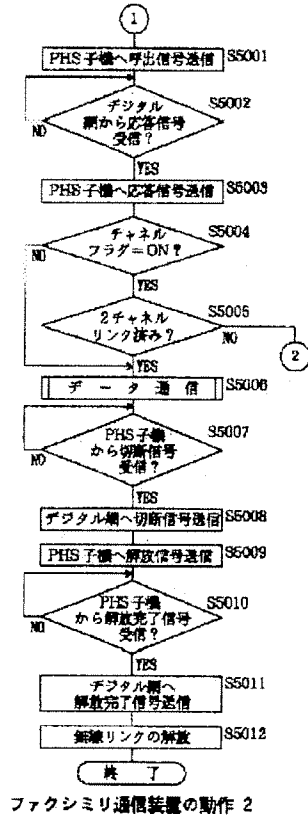 1
PHS子機へ呼出信号送信 S5001
デジタル
網から応答信号
受信？
S5002
NO
YES
PHS子機へ応答信号送信 S5003
チャネル
フラグ＝ON？
S5004
NO
YES
2チャネル
リンク済み？
S5005
NO
2
YES
データ通信 S5006
PHS子機
から切断信号
受信？
S5007
NO
YES
デジタル網へ切断信号送信 S5008
PHS子機へ解放信号送信 S5009
PHS子機
から解放完了信号
受信？
S5010
NO
YES
デジタル網へ
解放完了信号送信
S5011
無線リンクの解放 S5012
終了
ファクシミリ通信装置の動作 2